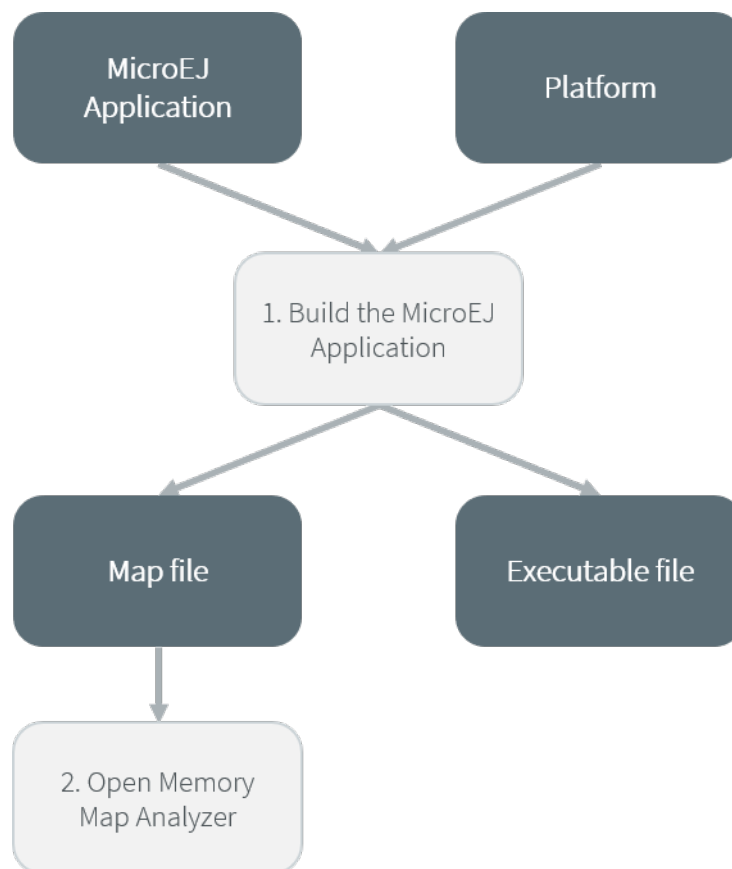 MicroEJ
Application
Platform
1. Build the MicroEJ
Application
Map file
Executable file
2. Open Memory
Map Analyzer